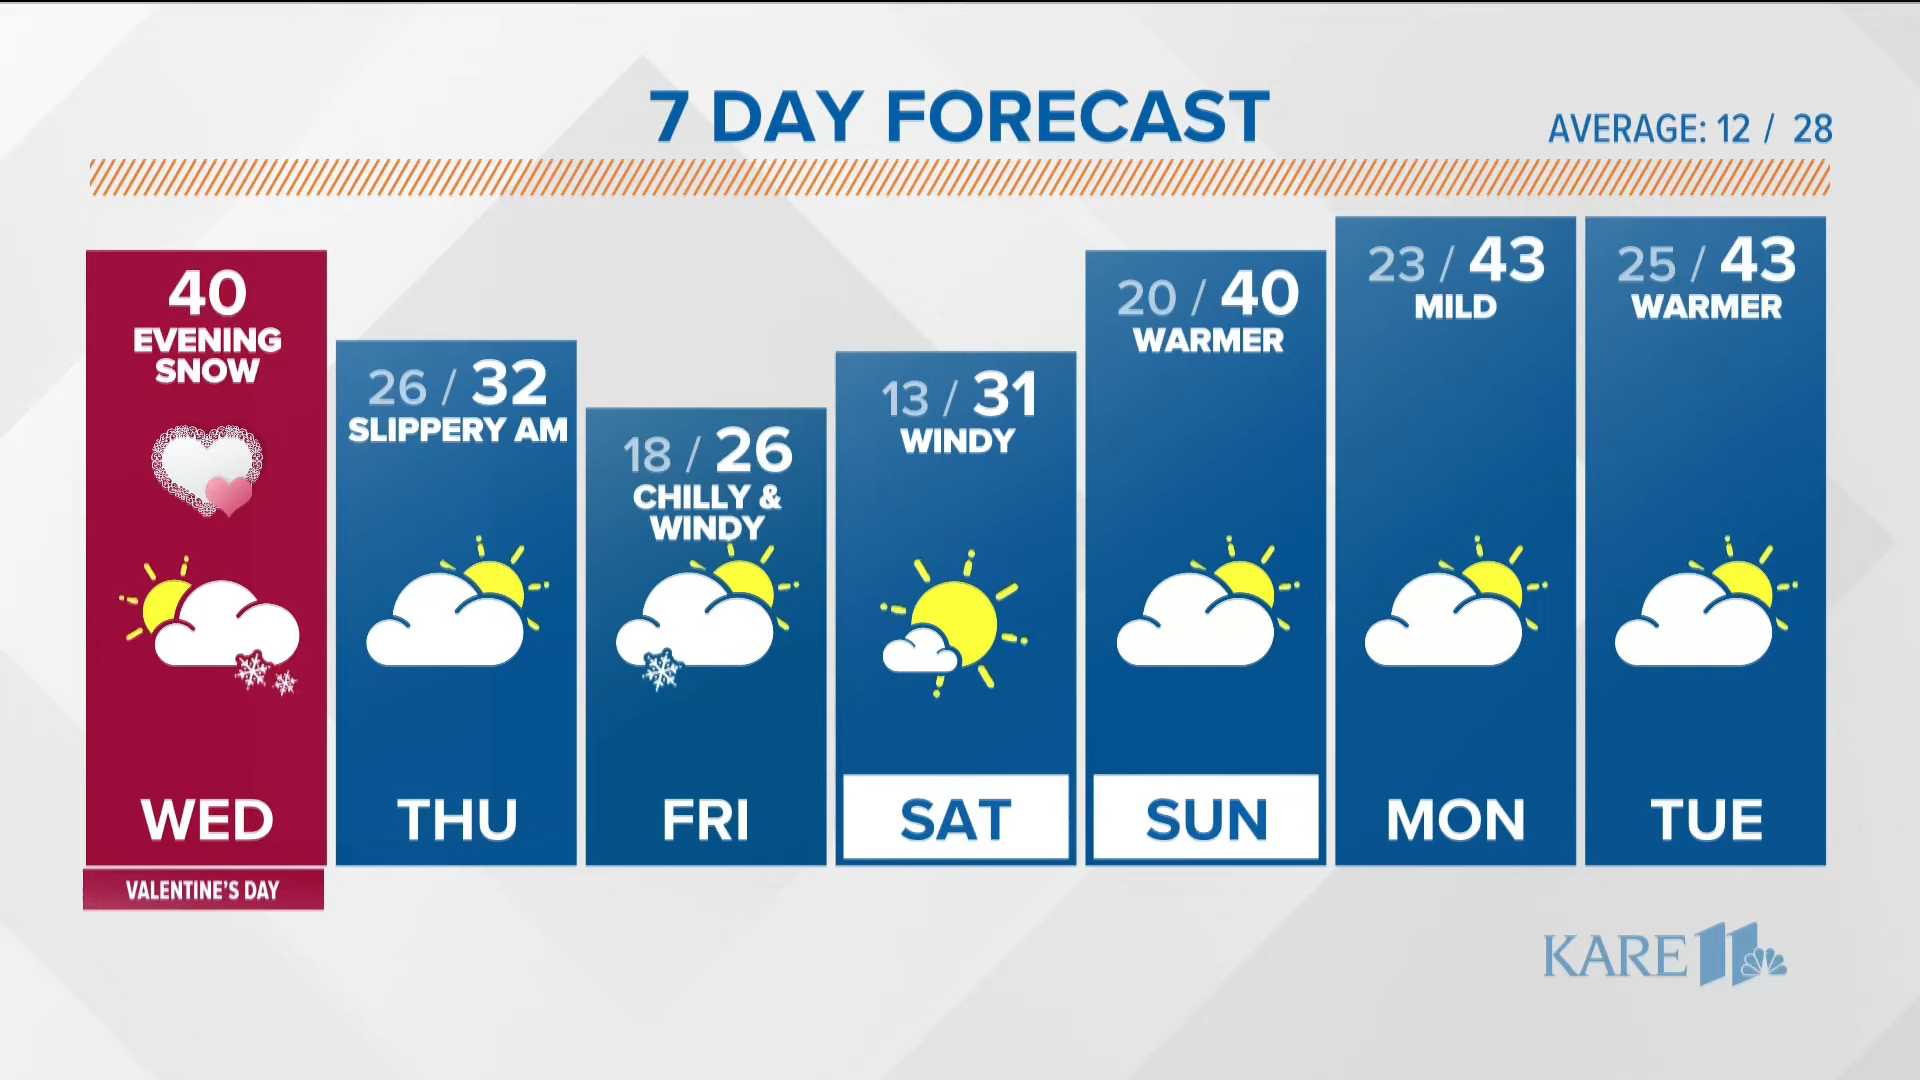 7 DAY FORECAST
AVERAGE: 12 / 28
40
EVENING
SNOW
WED
VALENTINE'S DAY
26 / 32
SLIPPERY AM
THU
18 / 26
CHILLY &
WINDY
FRI
13 / 31
WINDY
SAT
20 / 40
WARMER
SUN
23 / 43
MILD
MON
25 / 43
WARMER
TUE
KARE 11